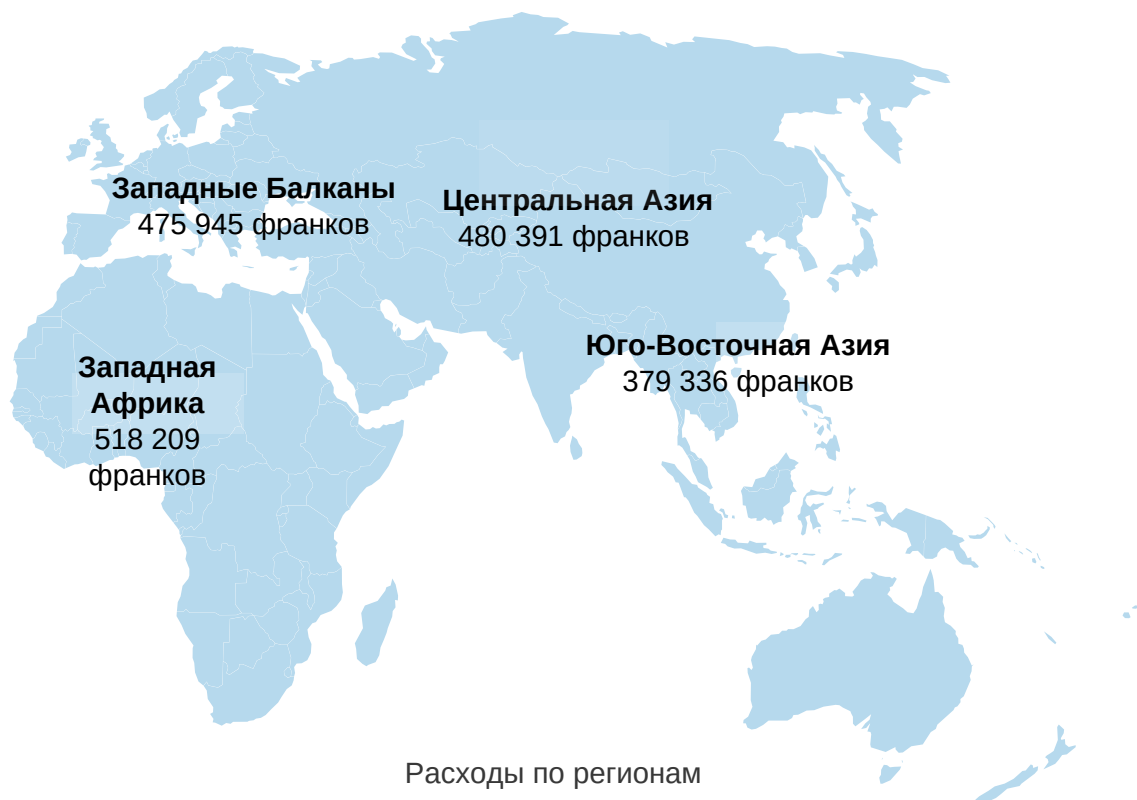 Западные Балканы
475 945 франков
Центральная Азия
480 391 франков
Юго-Восточная Азия
379 336 франков
Западная
Африка
518 209
франков
Расходы по регионам